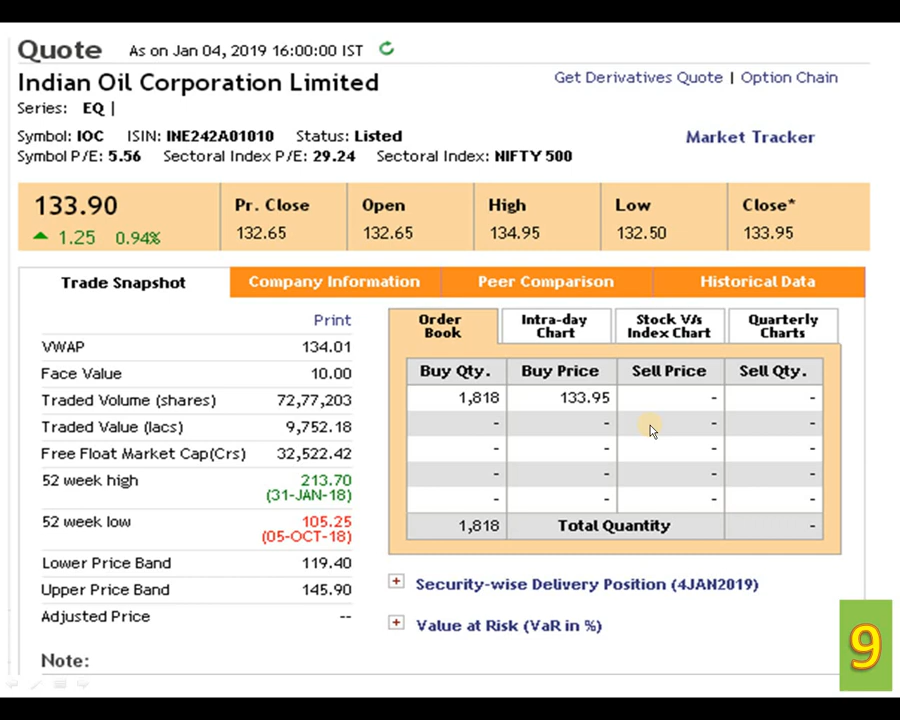 Quote As on Jan 04, 2019 16:00:00 IST
Indian Oil Corporation Limited
Get Derivatives Quote | Option Chain
Series: EQ |
Symbol: IOC ISIN: INE242A01010 Status: Listed
Market Tracker
Symbol P/E: 5.56 Sectoral Index P/E: 29.24 Sectoral Index: NIFTY 500
133.90 Pr. Close Open High Low Close*
1.25 0.94% 132.65 132.65 134.95 132.50 133.95
Trade Snapshot Company Information Peer Comparison Historical Data
Print
VWAP 134.01
Face Value 10.00
Traded Volume (shares) 72,77,203
Traded Value (lacs) 9,752.18
Free Float Market Cap(Crs) 32,522.42
52 week high 213.70
(31-JAN-18)
52 week low 105.25
(05-OCT-18)
Lower Price Band 119.40
Upper Price Band 145.90
Adjusted Price --
Note:
Order Book
Intra-day Chart
Stock V/s Index Chart
Quarterly Charts
Buy Qty. Buy Price Sell Price Sell Qty.
1,818 133.95 - -
- - - -
- - - -
- - - -
- - - -
1,818 Total Quantity -
+ Security-wise Delivery Position (4JAN2019)
+ Value at Risk (VaR in %)
9